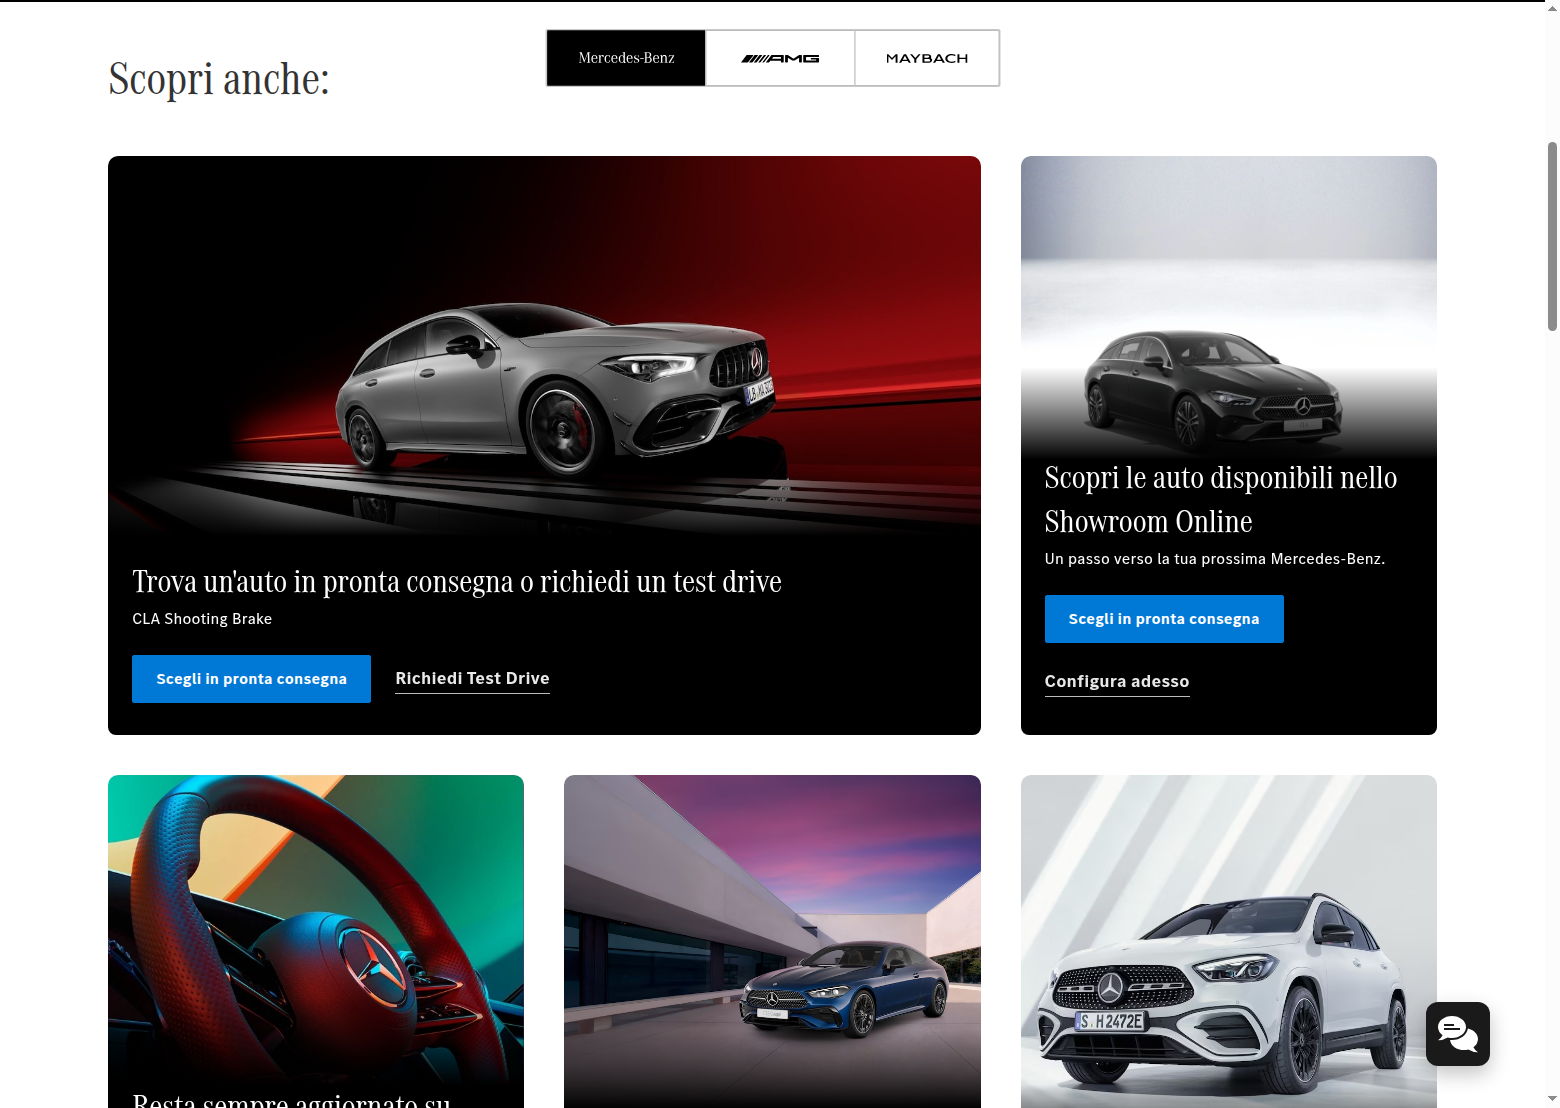 Mercedes-Benz
AMG
MAYBACH
Scopri anche:
Trova un'auto in pronta consegna o richiedi un test drive
CLA Shooting Brake
Scegli in pronta consegna
Richiedi Test Drive
Scopri le auto disponibili nello
Showroom Online
Un passo verso la tua prossima Mercedes-Benz.
Scegli in pronta consegna
Configura adesso
S H 2472E
Resta sempre aggiornato su